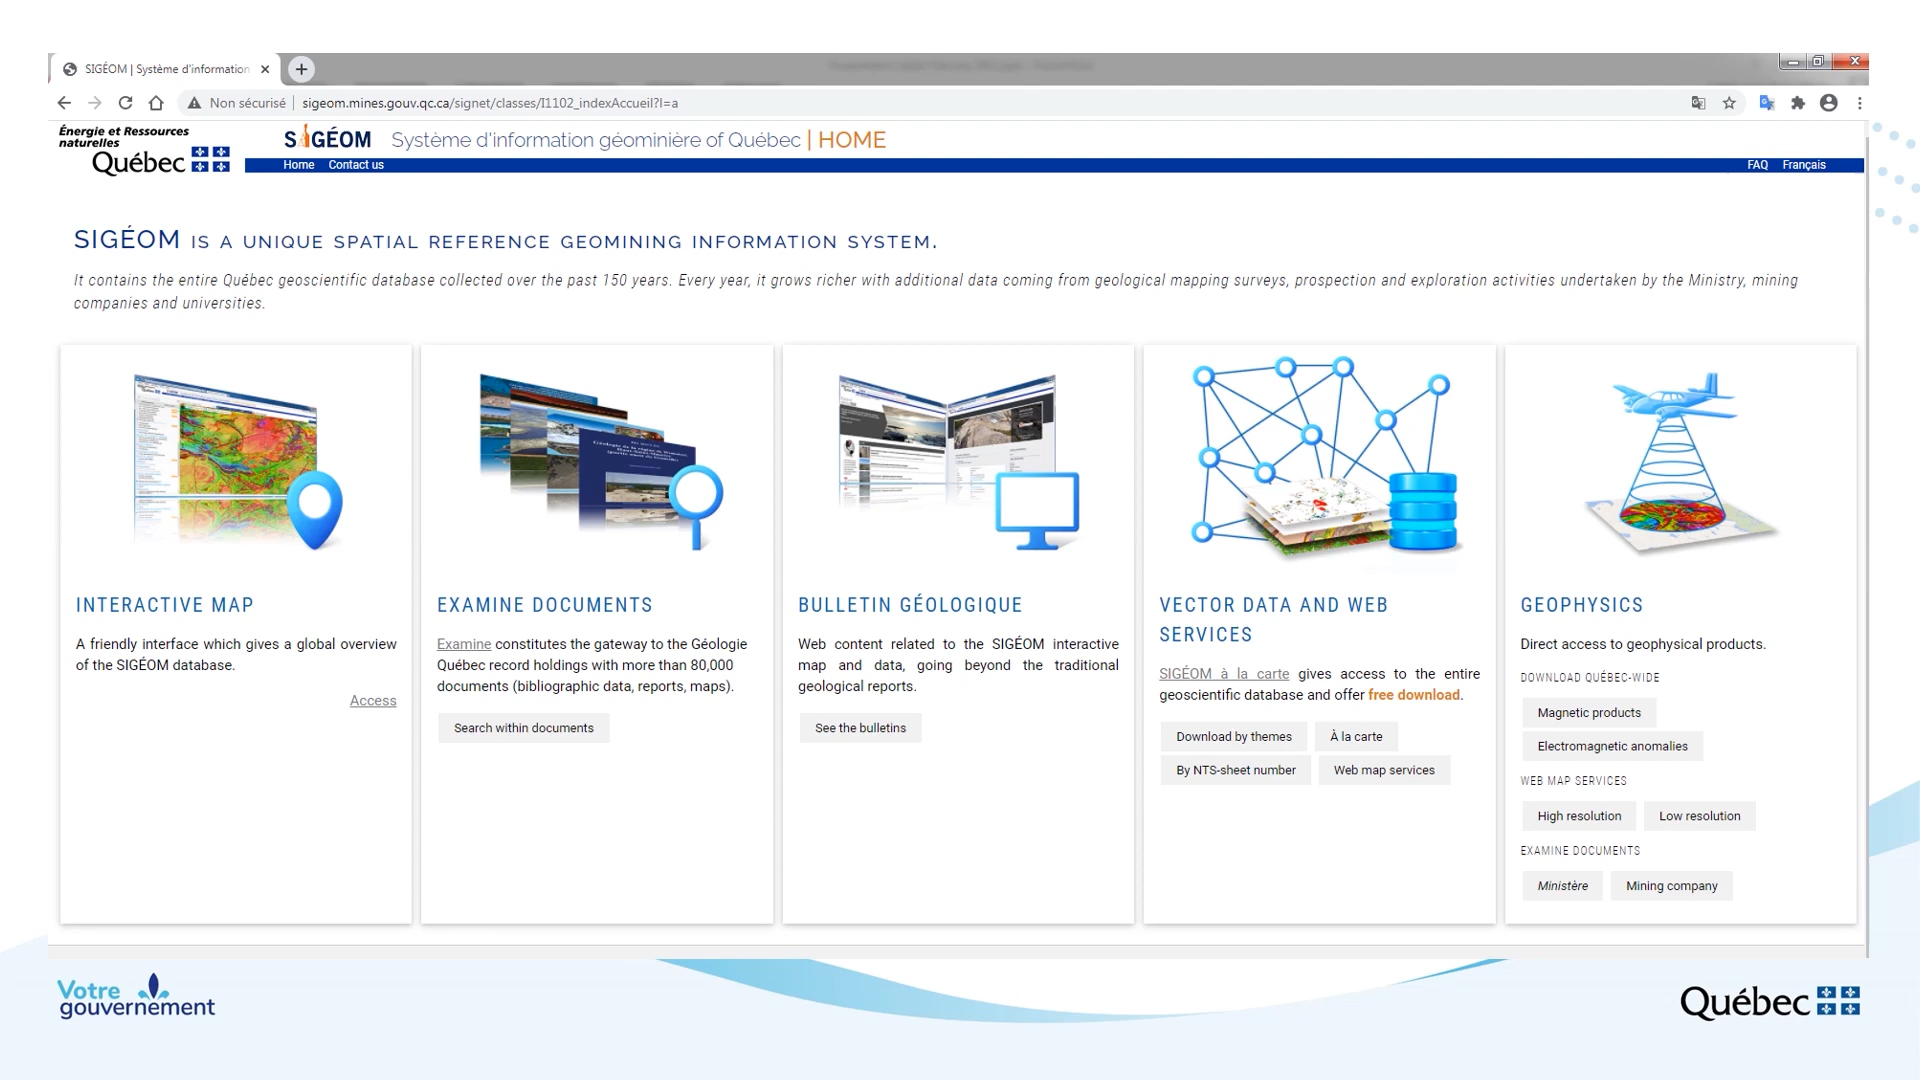 SIGÉOM | Système d'information
Non sécurisé | sigeom.mines.gouv.qc.ca/signet/classes/I1102_indexAccueil?l=a
Énergie et Ressources
naturelles
Québec
SIGÉOM Système d'information géominière of Québec | HOME
Home Contact us FAQ Français
SIGÉOM IS A UNIQUE SPATIAL REFERENCE GEOMINING INFORMATION SYSTEM.
It contains the entire Québec geoscientific database collected over the past 150 years. Every year, it grows richer with additional data coming from geological mapping surveys, prospection and exploration activities undertaken by the Ministry, mining
companies and universities.
INTERACTIVE MAP
A friendly interface which gives a global overview
of the SIGÉOM database.
Access
EXAMINE DOCUMENTS
Examine constitutes the gateway to the Géologie
Québec record holdings with more than 80,000
documents (bibliographic data, reports, maps).
Search within documents
BULLETIN GÉOLOGIQUE
Web content related to the SIGÉOM interactive
map and data, going beyond the traditional
geological reports.
See the bulletins
VECTOR DATA AND WEB
SERVICES
SIGÉOM à la carte gives access to the entire
geoscientific database and offer free download.
Download by themes À la carte
By NTS-sheet number Web map services
GEOPHYSICS
Direct access to geophysical products.
DOWNLOAD QUÉBEC-WIDE
Magnetic products
Electromagnetic anomalies
WEB MAP SERVICES
High resolution Low resolution
EXAMINE DOCUMENTS
Ministère Mining company
Votre
gouvernement
Québec